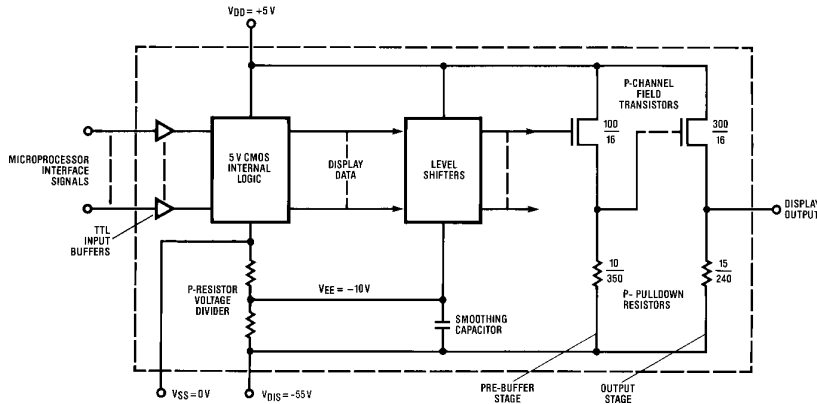 VDD = +5V
P-CHANNEL
FIELD
TRANSISTORS
100
16
300
16
MICROPROCESSOR
INTERFACE
SIGNALS
5 V CMOS
INTERNAL
LOGIC
DISPLAY
DATA
LEVEL
SHIFTERS
DISPLAY
OUTPUT
TTL
INPUT
BUFFERS
P-RESISTOR
VOLTAGE
DIVIDER
VEE = −10V
SMOOTHING
CAPACITOR
10
350
15
240
P- PULLDOWN
RESISTORS
VSS = 0V
VDIS = −55V
PRE-BUFFER
STAGE
OUTPUT
STAGE